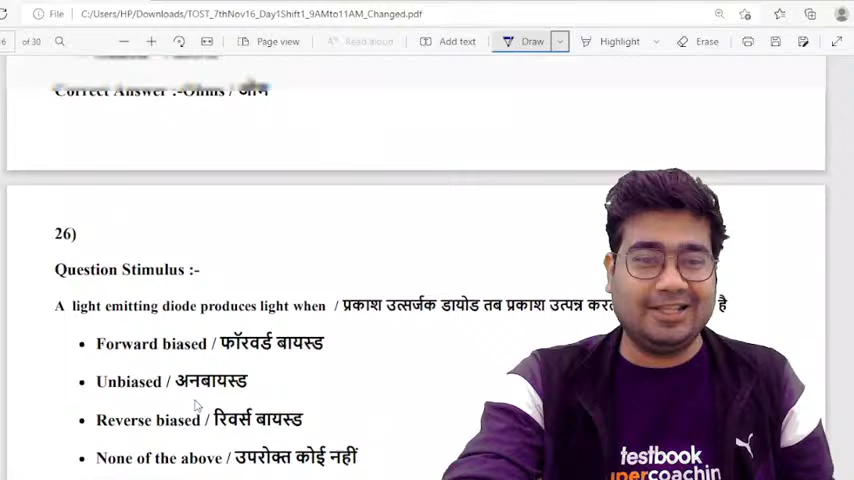 File C:/Users/HP/Downloads/TOST_7thNov16_Day1Shift1_9AMto11AM_Changed.pdf
6 of 30 Page view Read aloud Add text Draw Highlight Erase
Correct Answer :-Ohms / ओम
26)
Question Stimulus :-
A light emitting diode produces light when / प्रकाश उत्सर्जक डायोड तब प्रकाश उत्पन्न है
Forward biased / फॉरवर्ड बायस्ड
Unbiased / अनबायस्ड
Reverse biased / रिवर्स बायस्ड
None of the above / उपरोक्त कोई नहीं
testbook